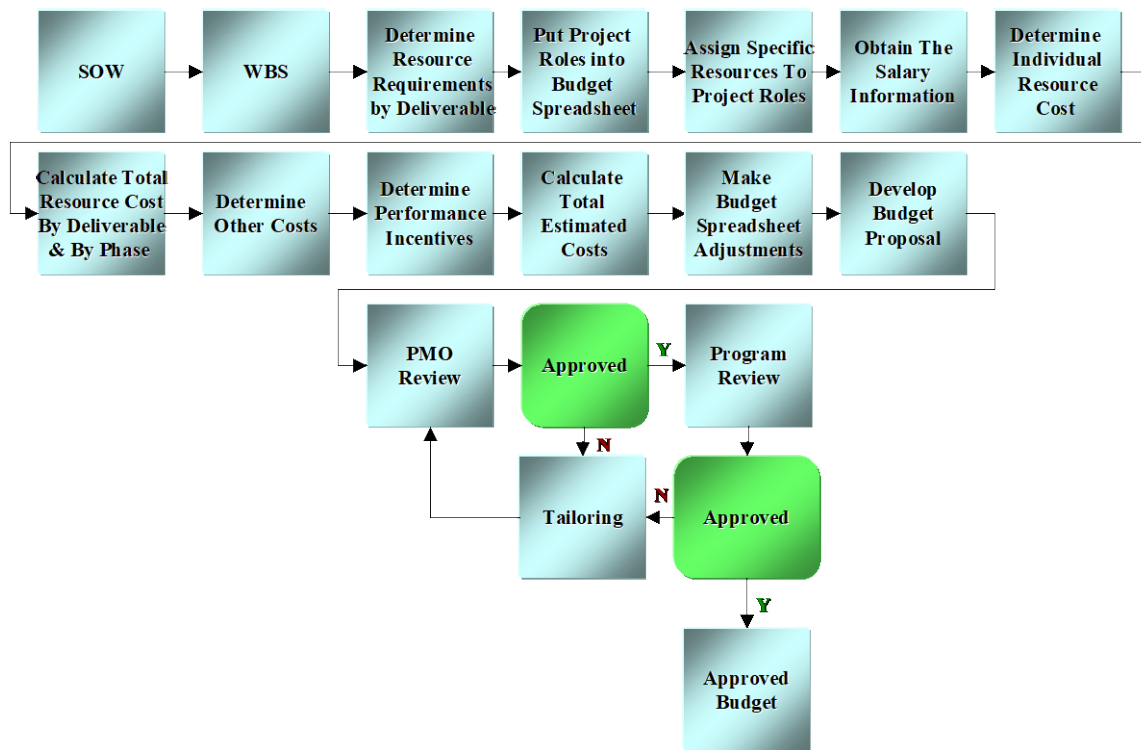 SOW
WBS
Determine
Resource
Requirements
by Deliverable
Put Project
Roles into
Budget
Spreadsheet
Assign Specific
Resources To
Project Roles
Obtain The
Salary
Information
Determine
Individual
Resource
Cost
Calculate Total
Resource Cost
By Deliverable
& By Phase
Determine
Other Costs
Determine
Performance
Incentives
Calculate
Total
Estimated
Costs
Make
Budget
Spreadsheet
Adjustments
Develop
Budget
Proposal
PMO
Review
Approved
Y
Program
Review
N
Tailoring
N
Approved
Y
Approved
Budget